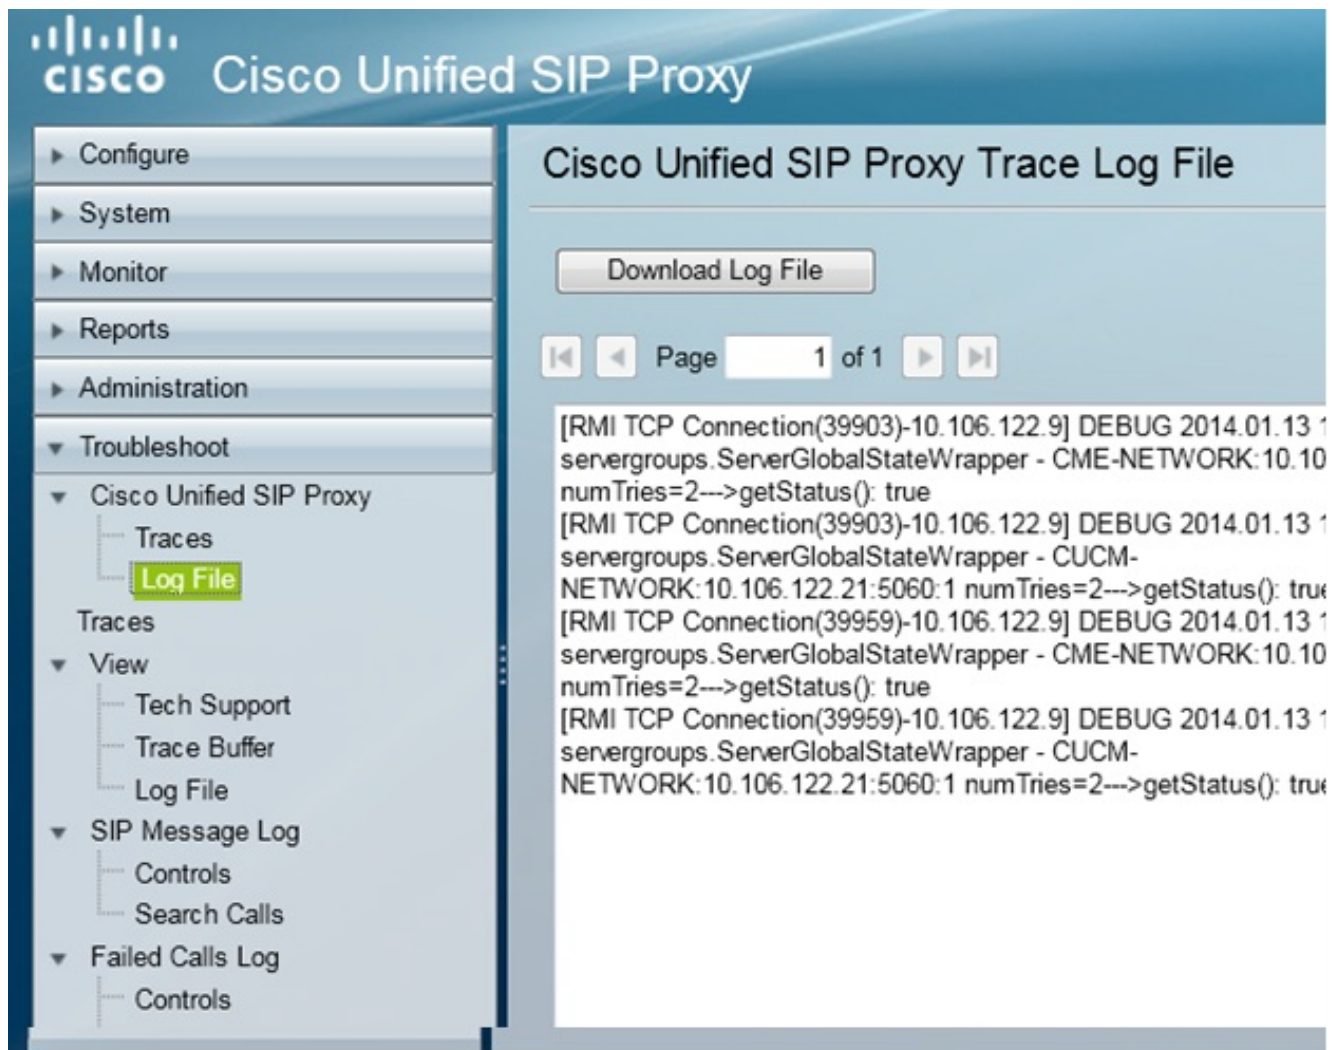 CISCO Cisco Unified SIP Proxy
Configure
System
Monitor
Reports
Administration
Troubleshoot
Cisco Unified SIP Proxy
Traces
Log File
Traces
View
Tech Support
Trace Buffer
Log File
SIP Message Log
Controls
Search Calls
Failed Calls Log
Controls
Cisco Unified SIP Proxy Trace Log File
Download Log File
Page 1 of 1
[RMI TCP Connection(39903)-10.106.122.9] DEBUG 2014.01.13 1
servergroups.ServerGlobalStateWrapper - CME-NETWORK:10.10
numTries=2--->getStatus(): true
[RMI TCP Connection(39903)-10.106.122.9] DEBUG 2014.01.13 1
servergroups.ServerGlobalStateWrapper - CUCM-
NETWORK:10.106.122.21:5060:1 numTries=2--->getStatus(): true
[RMI TCP Connection(39959)-10.106.122.9] DEBUG 2014.01.13 1
servergroups.ServerGlobalStateWrapper - CME-NETWORK:10.10
numTries=2--->getStatus(): true
[RMI TCP Connection(39959)-10.106.122.9] DEBUG 2014.01.13 1
servergroups.ServerGlobalStateWrapper - CUCM-
NETWORK:10.106.122.21:5060:1 numTries=2--->getStatus(): true